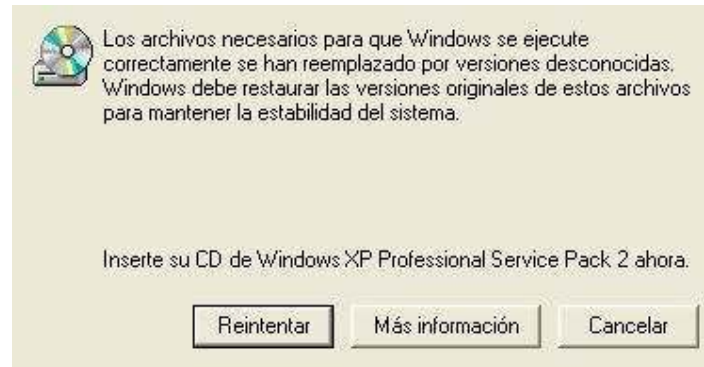 Los archivos necesarios para que Windows se ejecute
correctamente se han reemplazado por versiones desconocidas.
Windows debe restaurar las versiones originales de estos archivos
para mantener la estabilidad del sistema.
Inserte su CD de Windows XP Professional Service Pack 2 ahora.
Reintentar Más información Cancelar